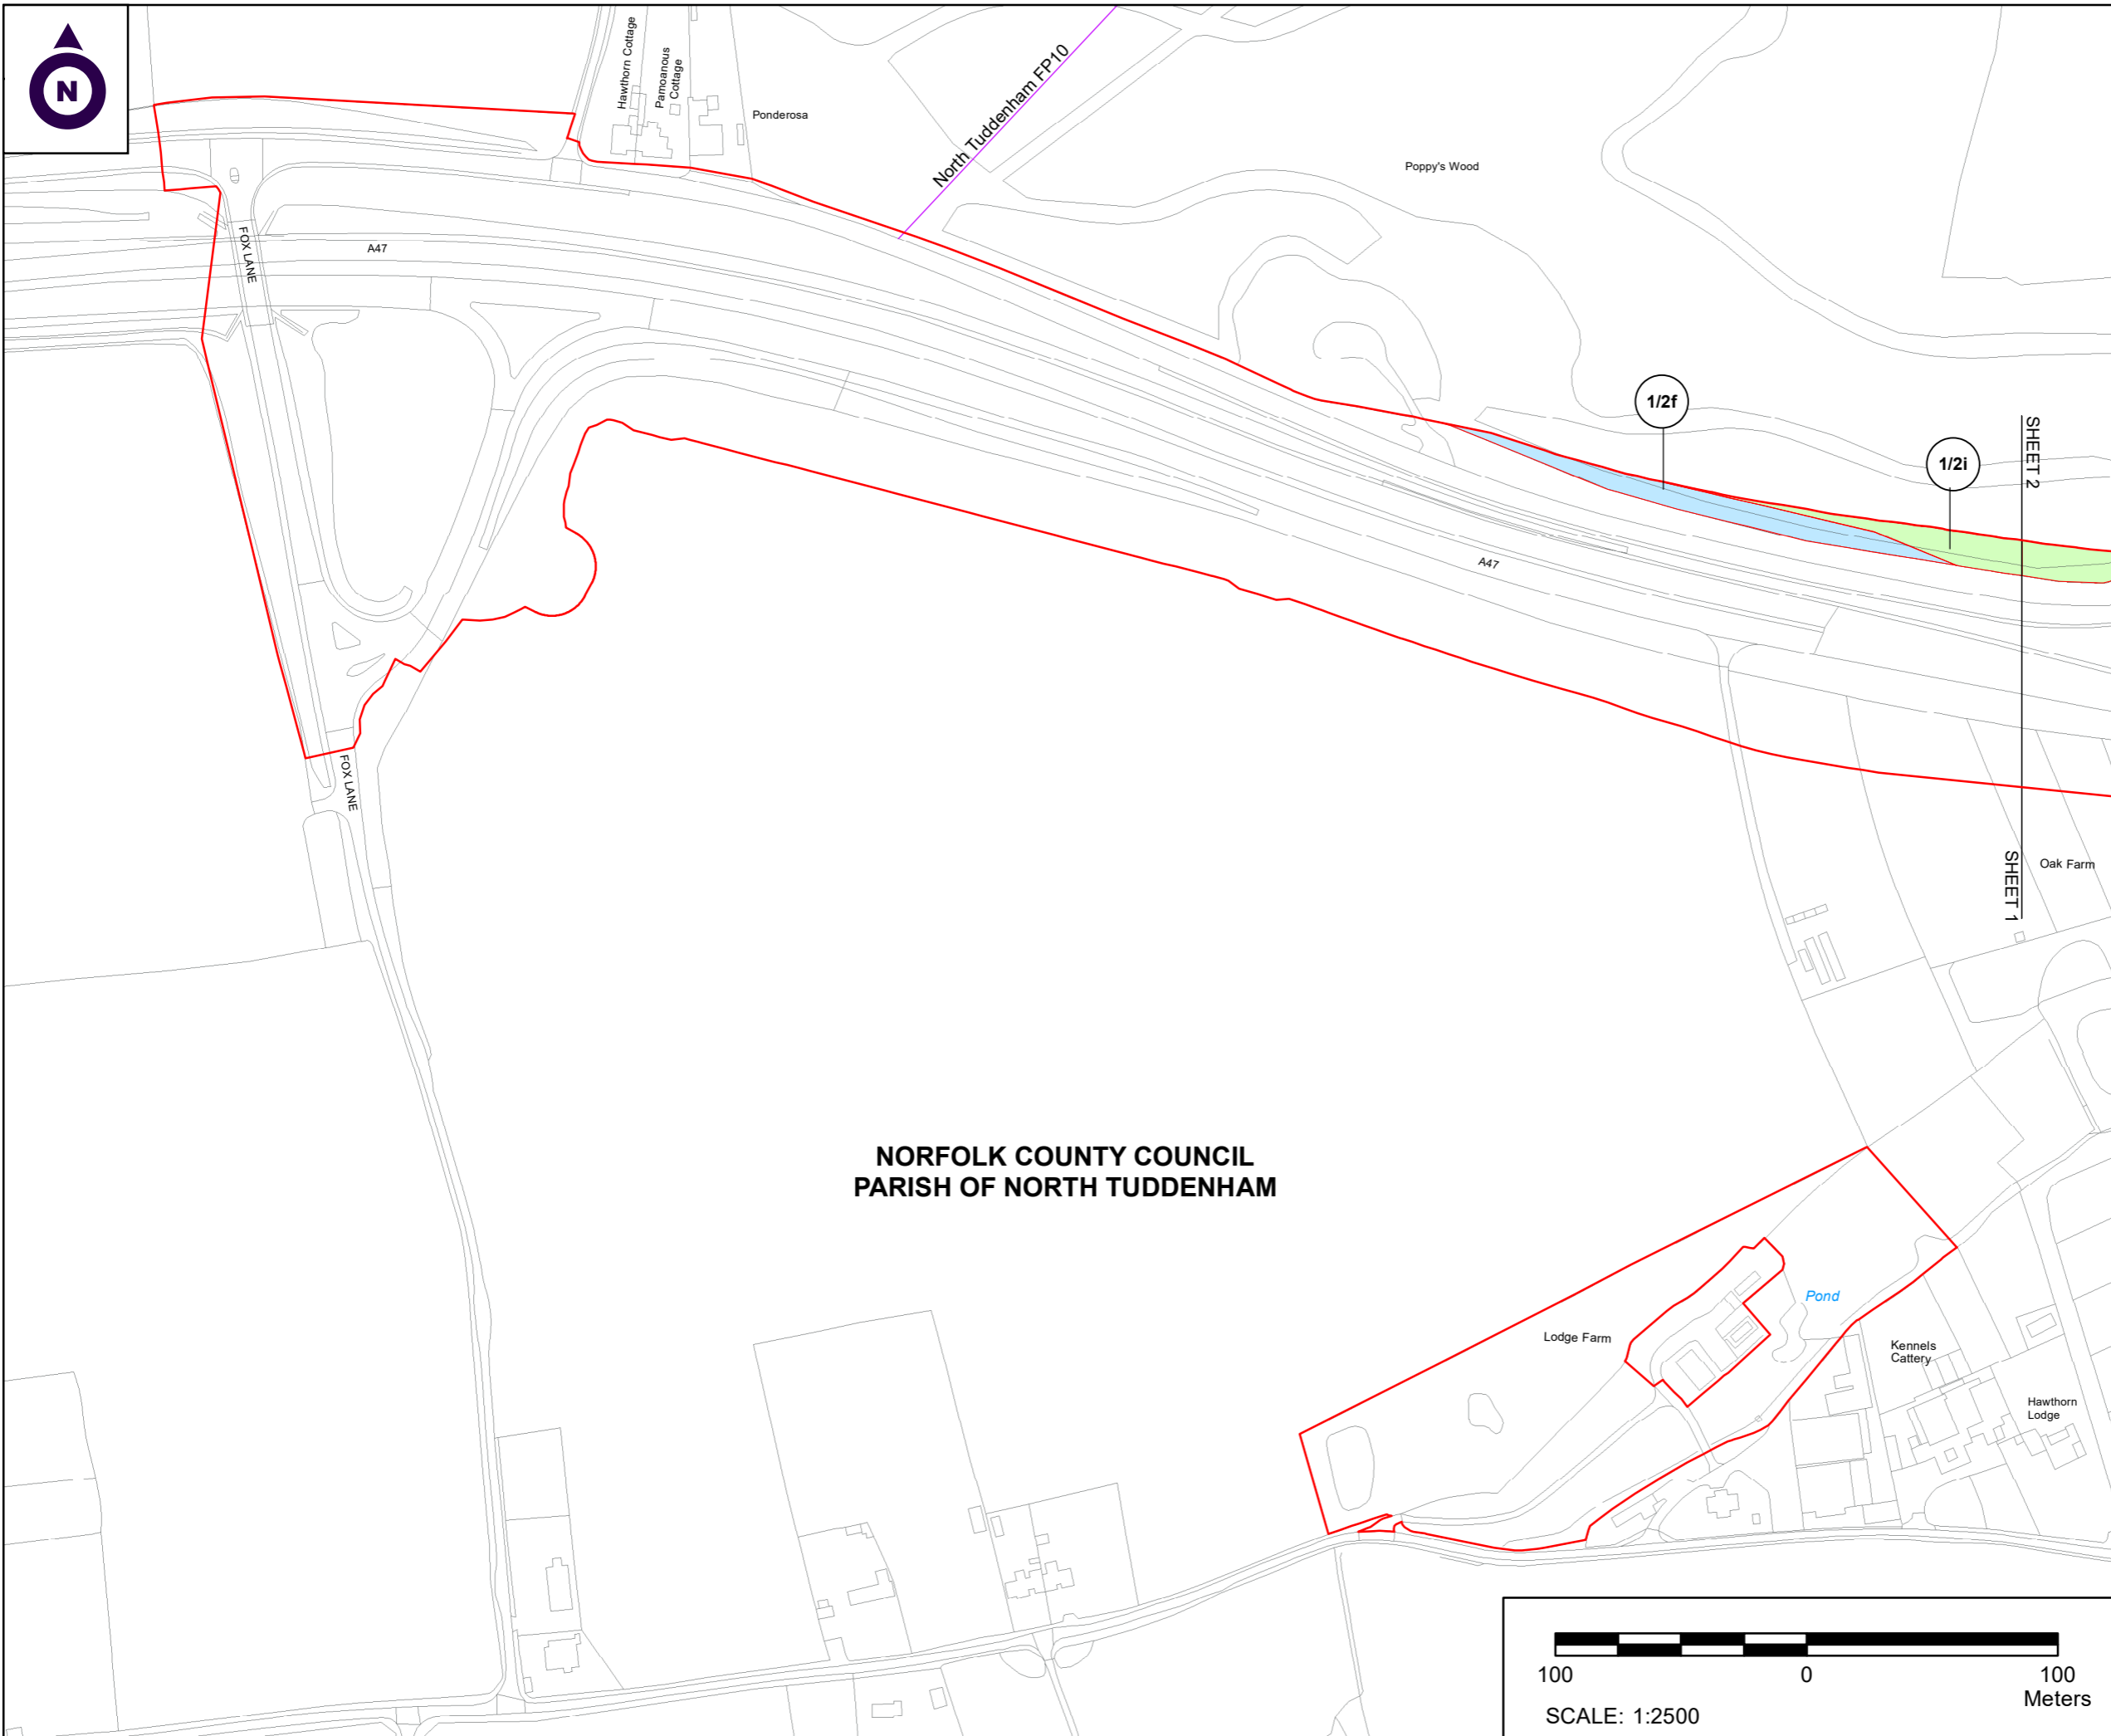 N
Hawthorn Cottage
Pamoanous
Cottage
Ponderosa
North Tuddenham FP10
Poppy's Wood
FOX LANE
A47
1/2f
1/2i
SHEET 2
A47
FOX LANE
SHEET 1
Oak Farm
NORFOLK COUNTY COUNCIL
PARISH OF NORTH TUDDENHAM
Pond
Lodge Farm
Kennels
Cattery
Hawthorn
Lodge
100 0 100
Meters
SCALE: 1:2500